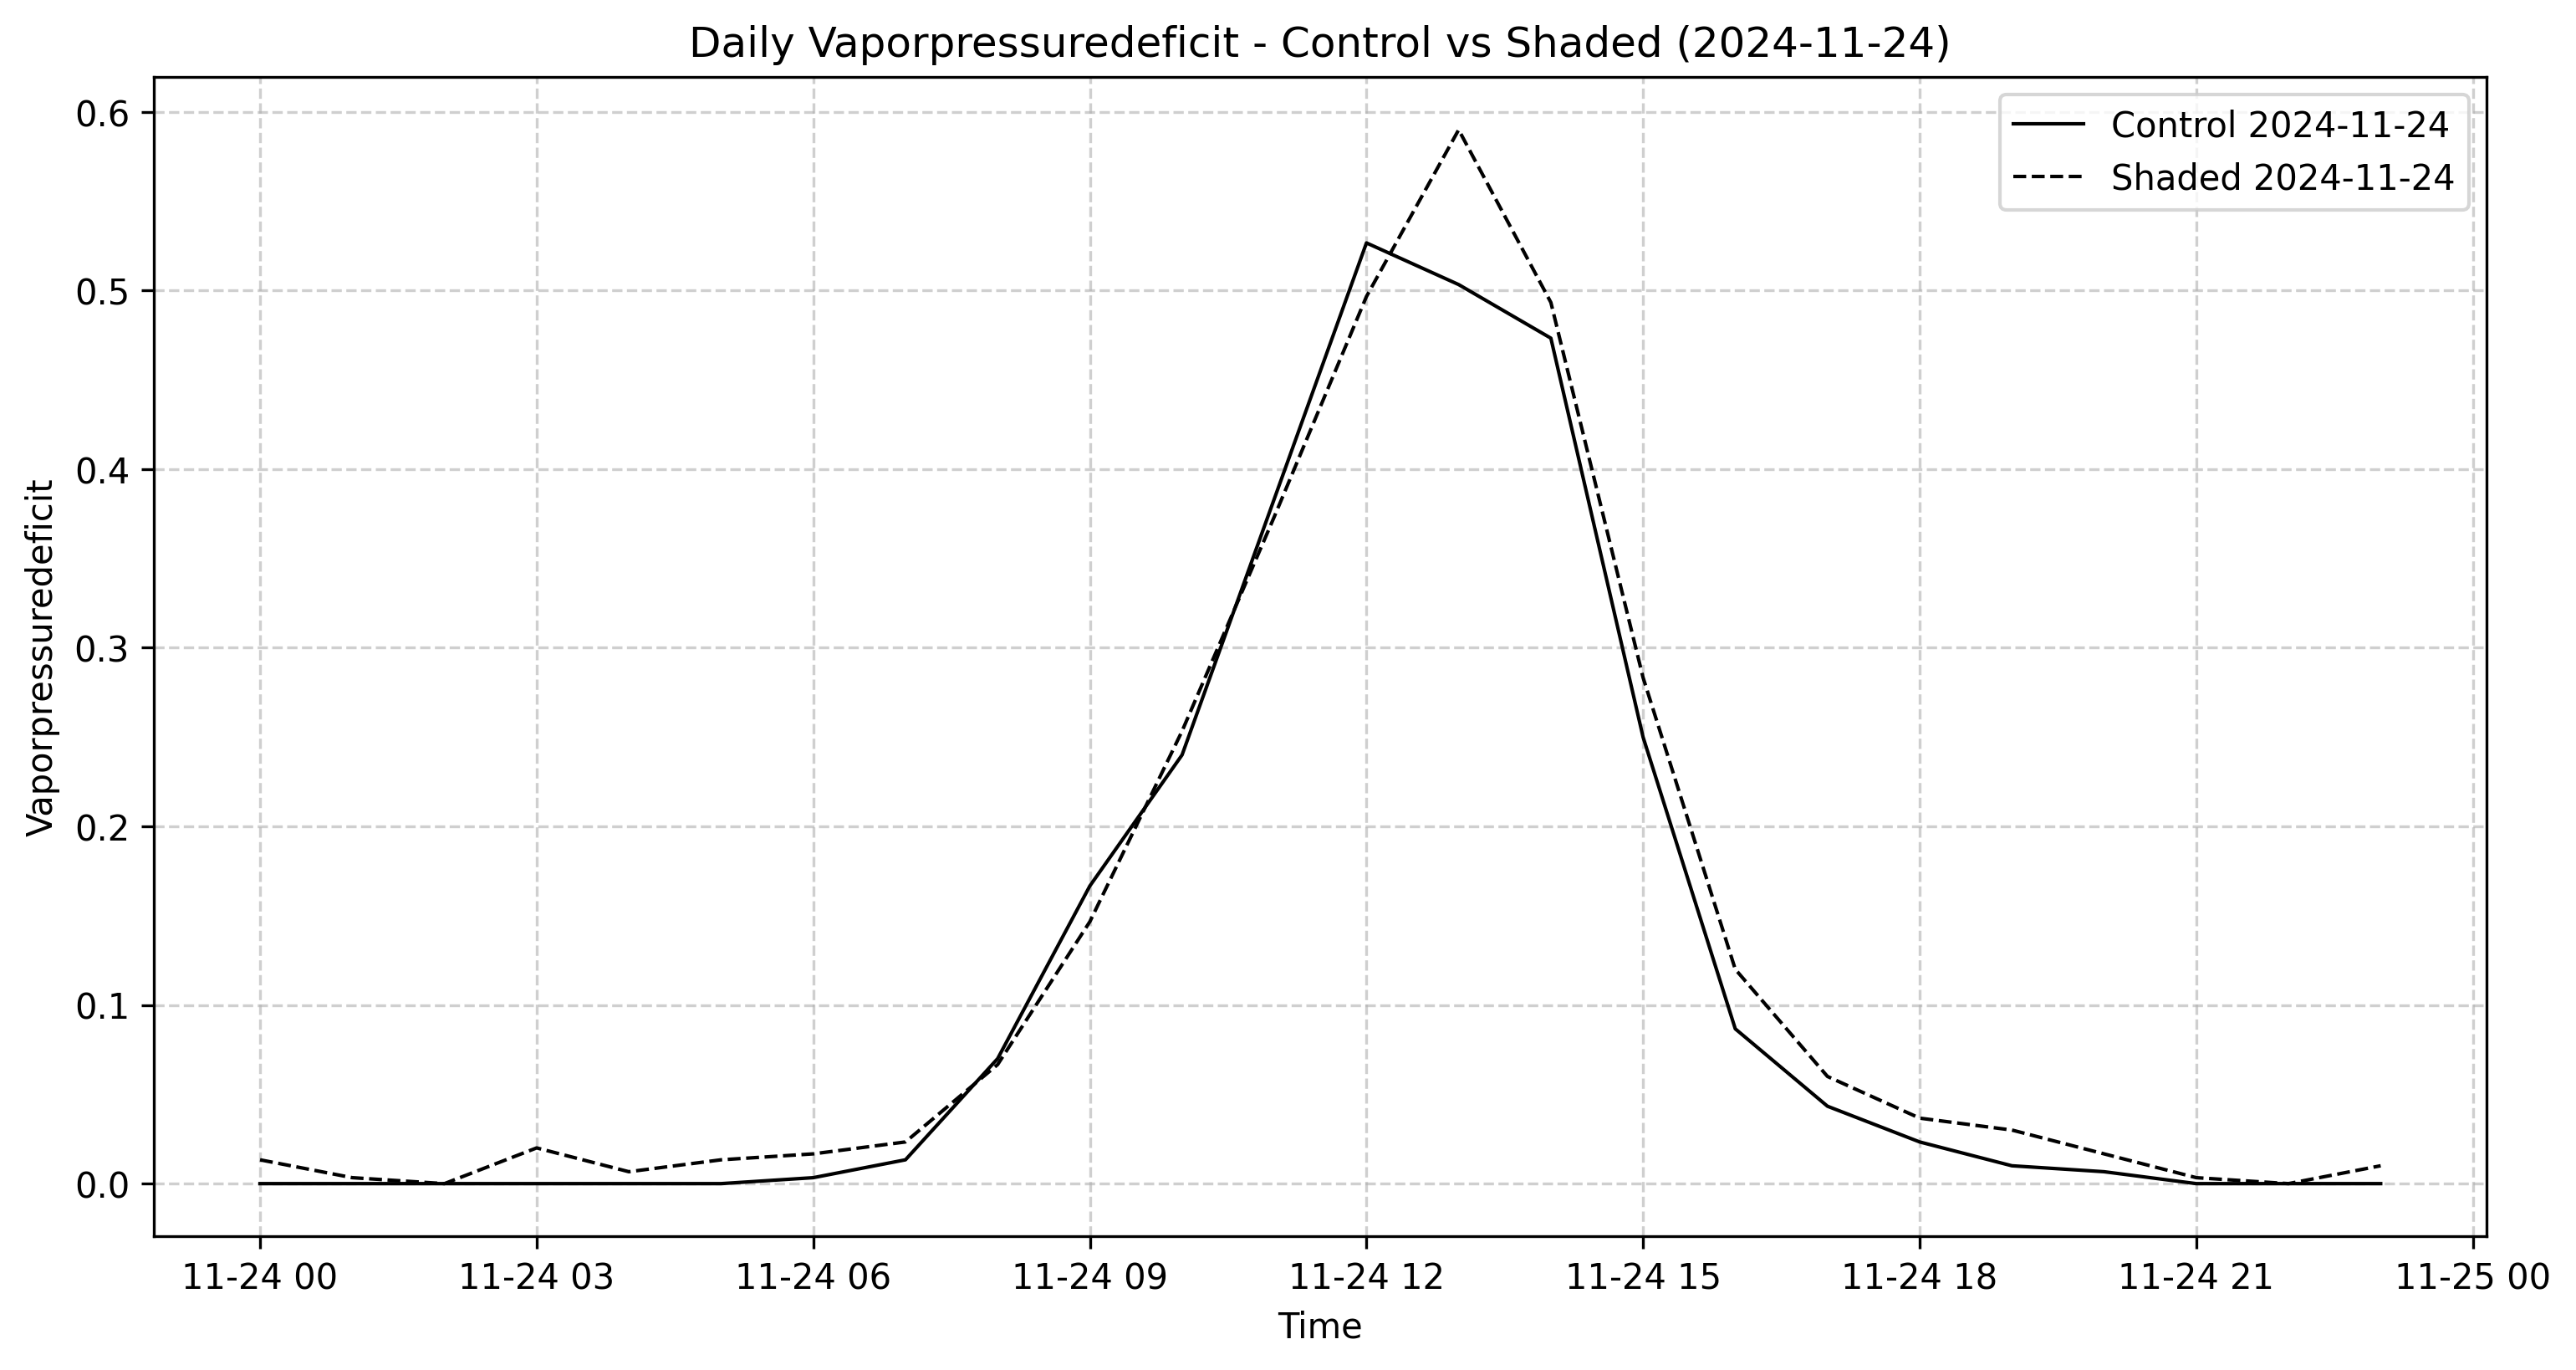 Daily Vaporpressuredeficit - Control vs Shaded (2024-11-24)
Control 2024-11-24
Shaded 2024-11-24
Vaporpressuredeficit
0.6
0.5
0.4
0.3
0.2
0.1
0.0
11-24 00 11-24 03 11-24 06 11-24 09 11-24 12 11-24 15 11-24 18 11-24 21 11-25 00
Time